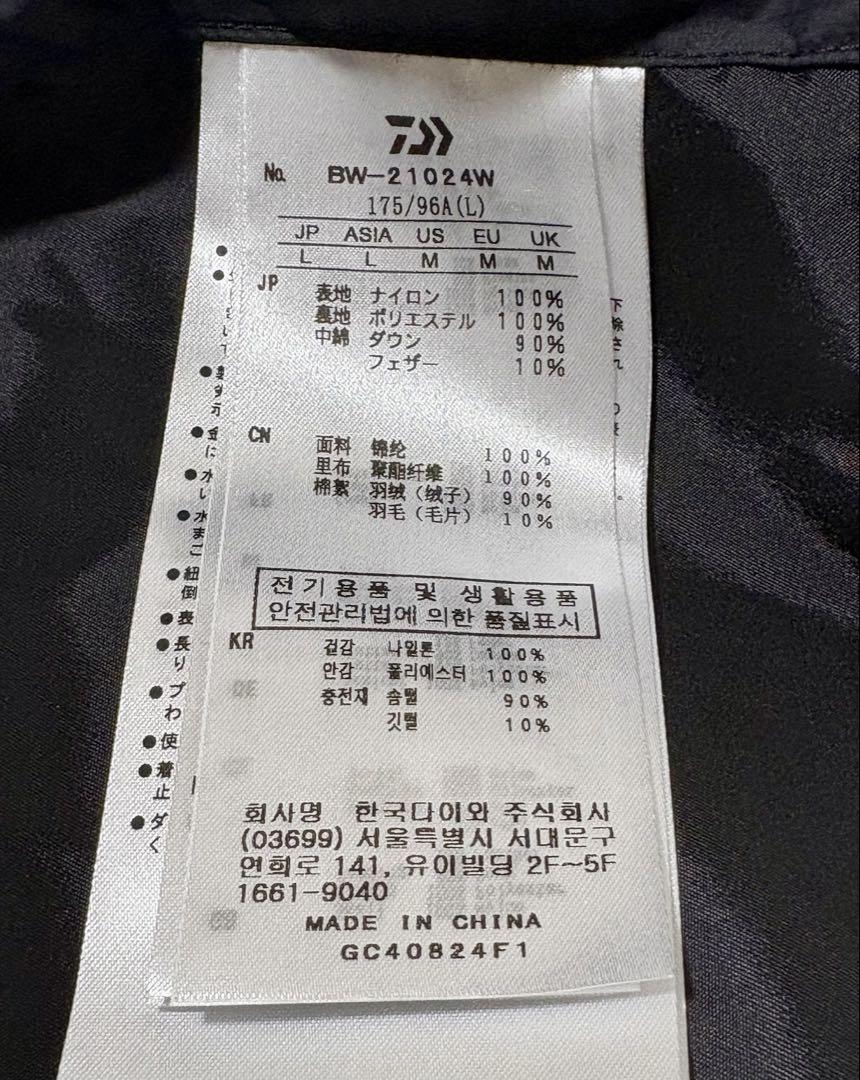 No. BW-21024W
175/96A(L)
JP ASIA US EU UK
L L M M M
JP
表地 ナイロン 100%
裏地 ポリエステル 100%
中綿 ダウン 90%
フェザー 10%
CN
面料 锦纶 100%
里布 聚酯纤维 100%
棉絮 羽绒（绒子） 90%
羽毛（毛片） 10%
전기용품 및 생활용품
안전관리법에 의한 품질표시
KR
겉감 나일론 100%
안감 폴리에스터 100%
충전재 솜털 90%
깃털 10%
회사명 한국다이와 주식회사
(03699) 서울특별시 서대문구
연희로 141, 유이빌딩 2F~5F
1661-9040
MADE IN CHINA
GC40824F1